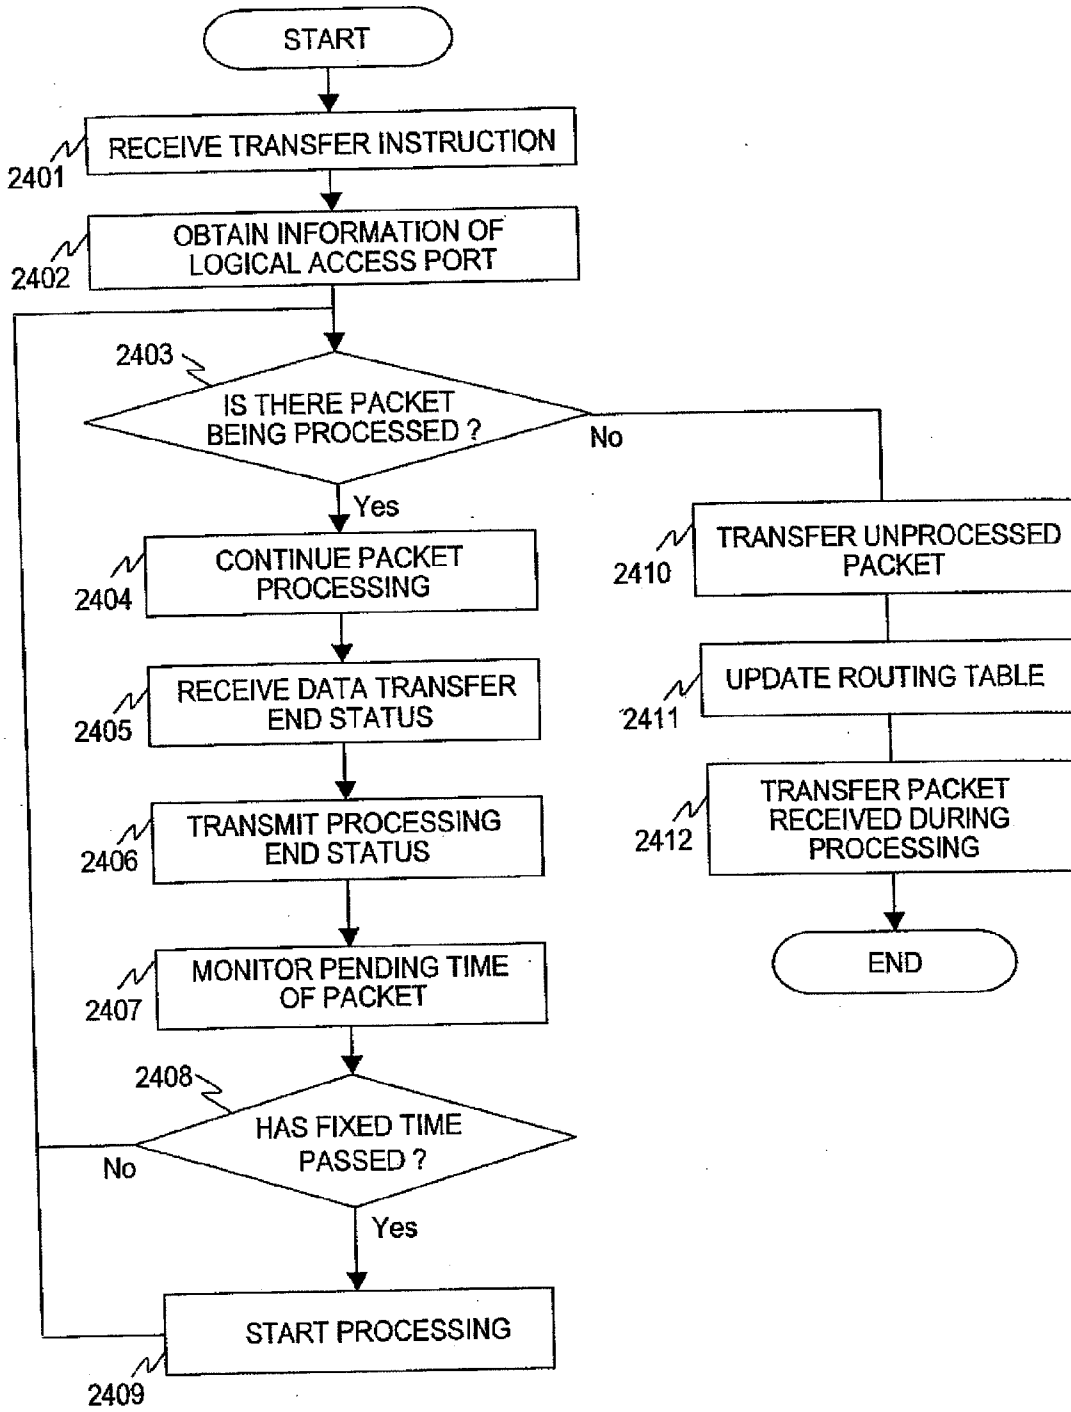 START
RECEIVE TRANSFER INSTRUCTION
2401
OBTAIN INFORMATION OF
LOGICAL ACCESS PORT
2402
2403
IS THERE PACKET
BEING PROCESSED ?
No
Yes
CONTINUE PACKET
PROCESSING
2404
RECEIVE DATA TRANSFER
END STATUS
2405
TRANSMIT PROCESSING
END STATUS
2406
MONITOR PENDING TIME
OF PACKET
2407
2408
HAS FIXED TIME
PASSED ?
No
Yes
START PROCESSING
2409
TRANSFER UNPROCESSED
PACKET
2410
UPDATE ROUTING TABLE
2411
TRANSFER PACKET
RECEIVED DURING
PROCESSING
2412
END